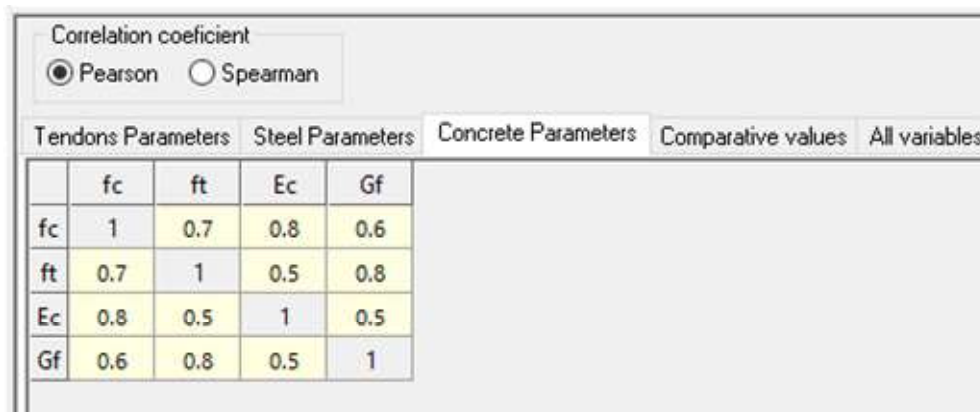 Correlation coeficient
Pearson Spearman
Tendons Parameters Steel Parameters Concrete Parameters Comparative values All variables
fc ft Ec Gf
fc 1 0.7 0.8 0.6
ft 0.7 1 0.5 0.8
Ec 0.8 0.5 1 0.5
Gf 0.6 0.8 0.5 1